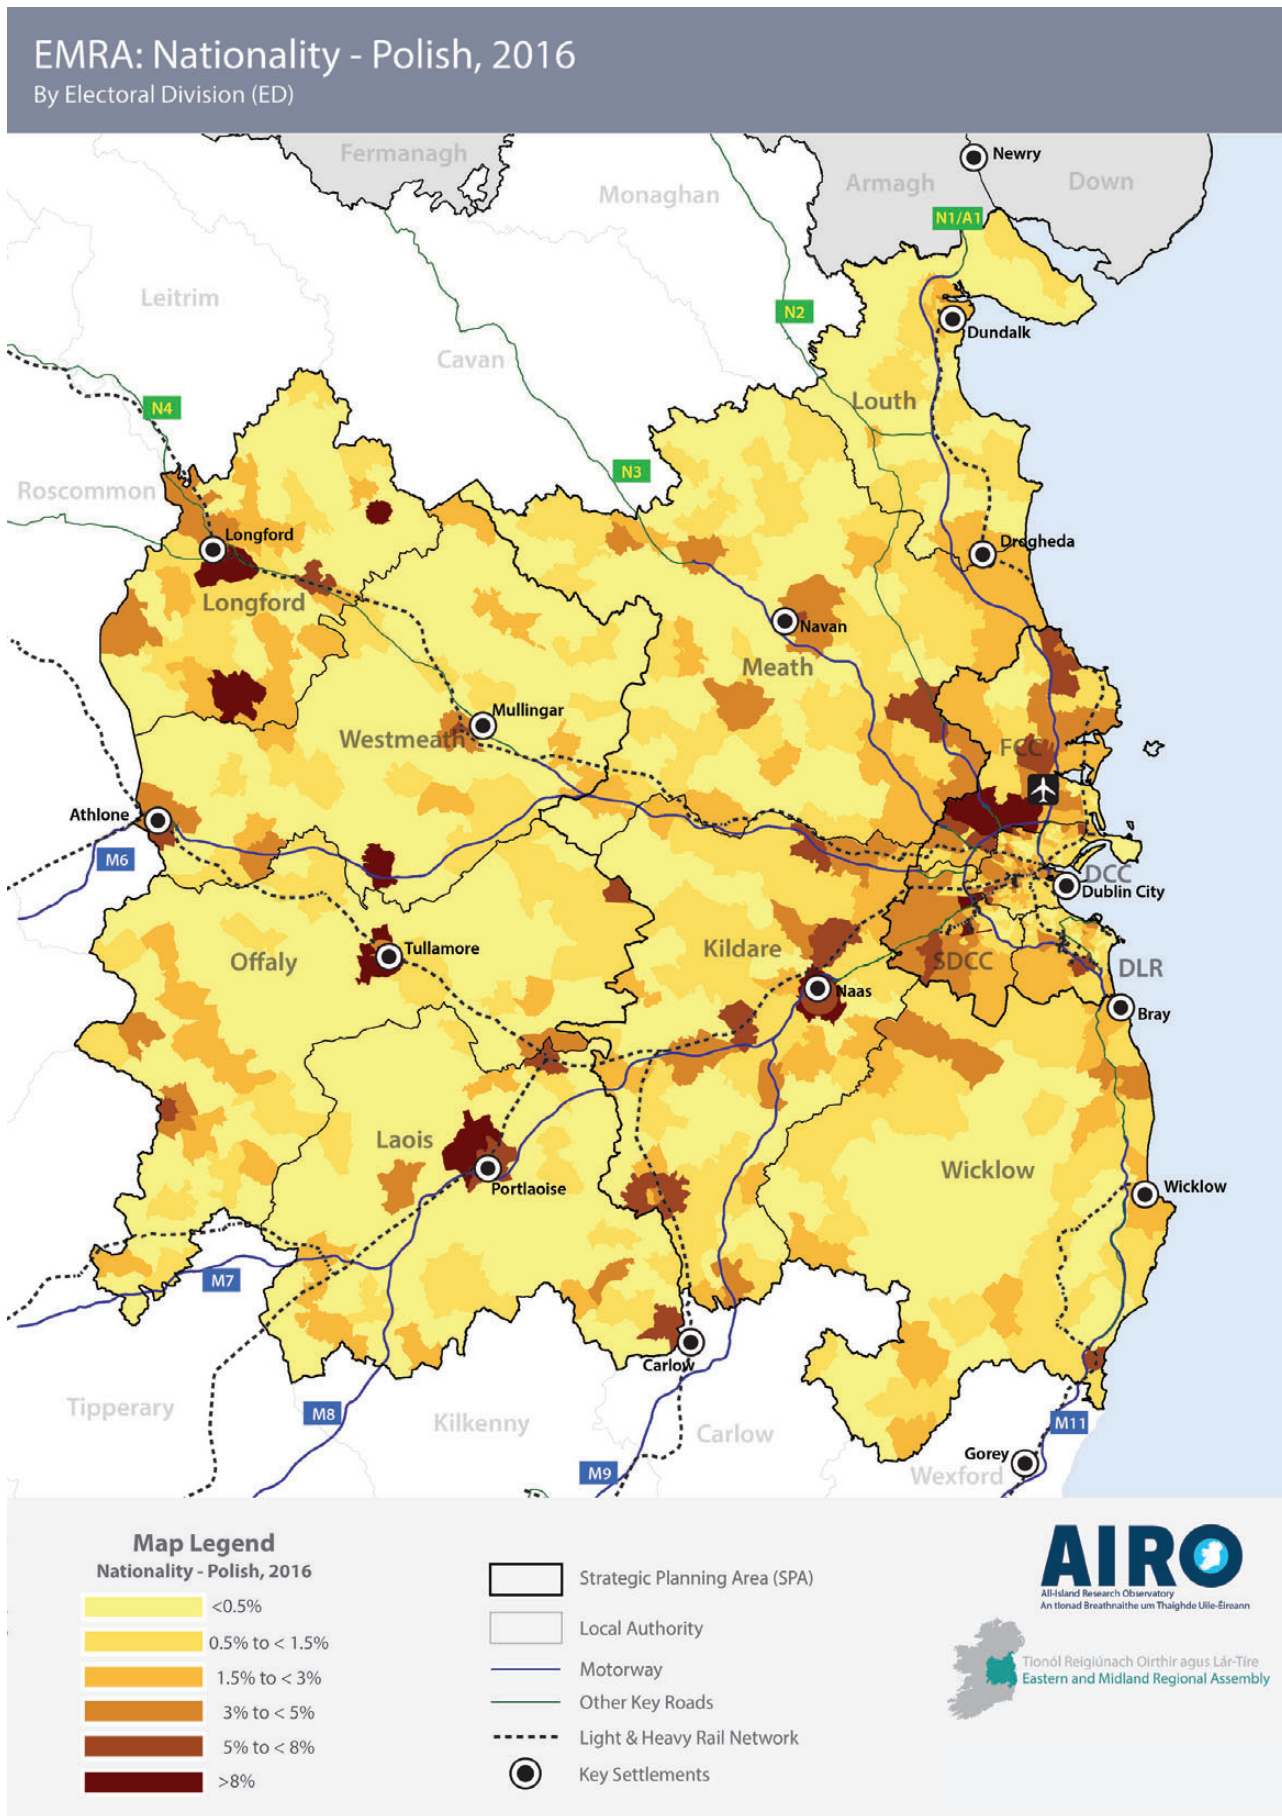 EMRA: Nationality - Polish, 2016
By Electoral Division (ED)
Fermanagh
Newry
Monaghan
Armagh
Down
N1/A1
Leitrim
N2
Dundalk
Cavan
Louth
N4
N3
Roscommon
Longford
Drogheda
Longford
Navan
Meath
Mullingar
Westmeath
FCC
Athlone
M6
DCC
Dublin City
Tullamore
Kildare
Offaly
SDCC
DLR
Naas
Bray
Laois
Wicklow
Portlaoise
Wicklow
M7
Carlow
Tipperary
M8
Kilkenny
Carlow
M11
Gorey
M9
Wexford
Map Legend
Nationality - Polish, 2016
<0.5%
0.5% to < 1.5%
1.5% to < 3%
3% to < 5%
5% to < 8%
>8%
Strategic Planning Area (SPA)
Local Authority
Motorway
Other Key Roads
Light & Heavy Rail Network
Key Settlements
AIRO
All-Island Research Observatory
An tIonad Breathnaithe um Thaighde Uile-Éireann
Tionól Reigiúnach Oirthir agus Lár-Tíre
Eastern and Midland Regional Assembly